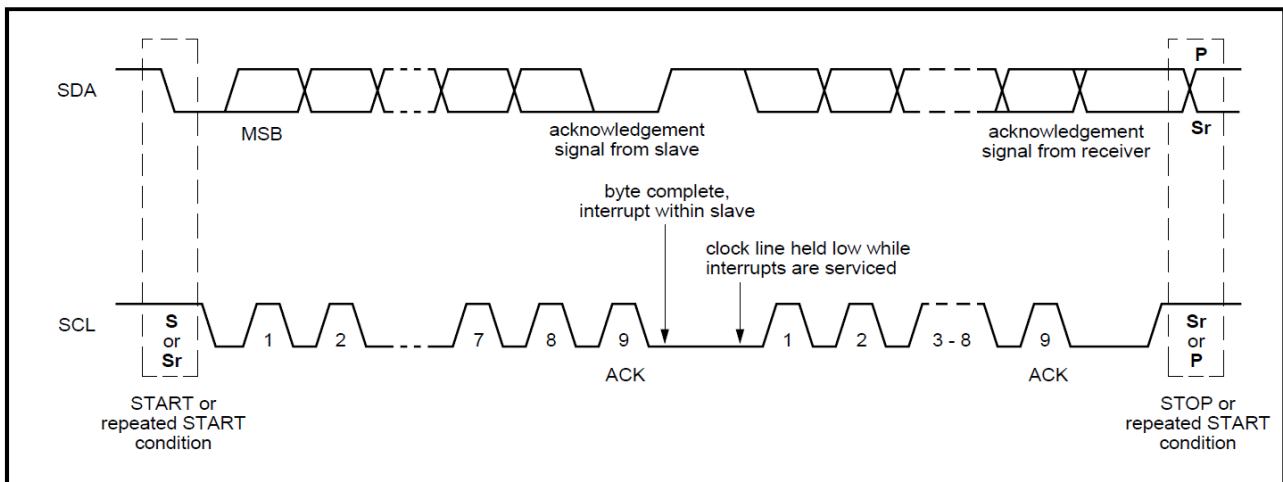 P
SDA
MSB
acknowledgement
signal from slave
acknowledgement
signal from receiver
Sr
byte complete,
interrupt within slave
clock line held low while
interrupts are serviced
SCL
S
or
Sr
1
2
7
8
9
1
2
3 - 8
9
Sr
or
P
ACK
ACK
START or
repeated START
condition
STOP or
repeated START
condition